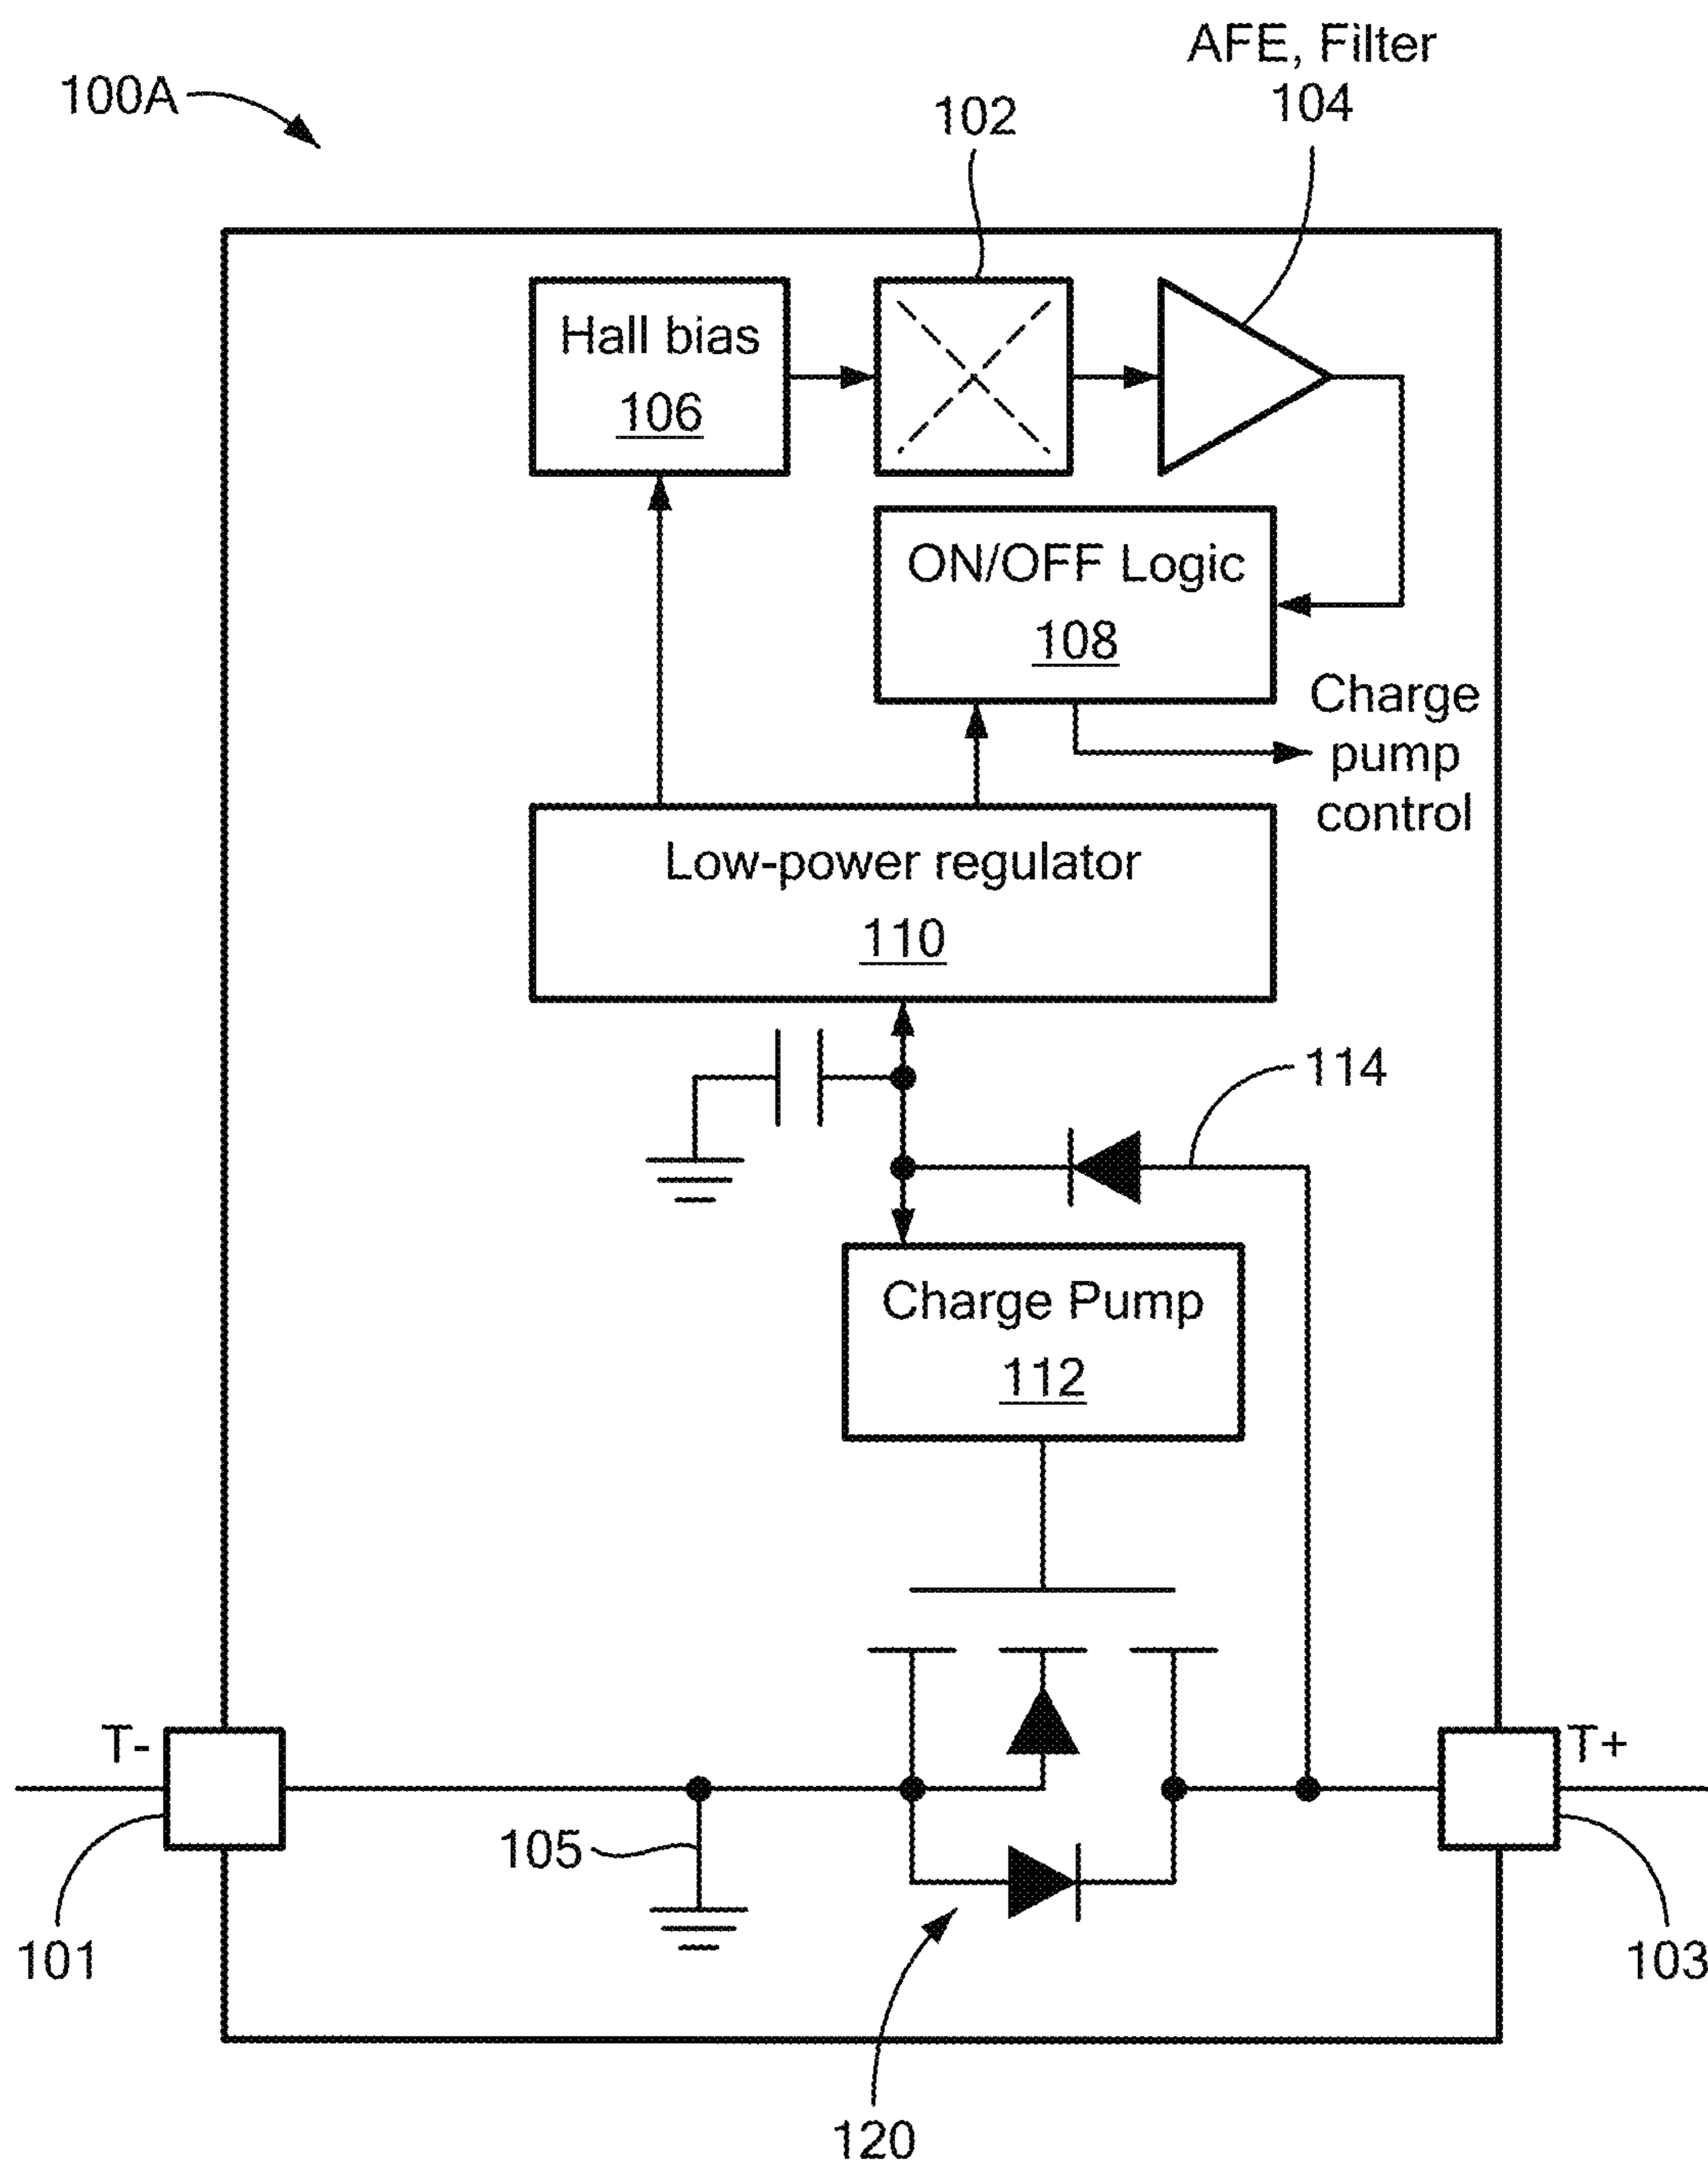 AFE, Filter
104
100A
102
Hall bias
106
ON/OFF Logic
108
Charge
pump
control
Low-power regulator
110
114
Charge Pump
112
T-
T+
105
101
103
120